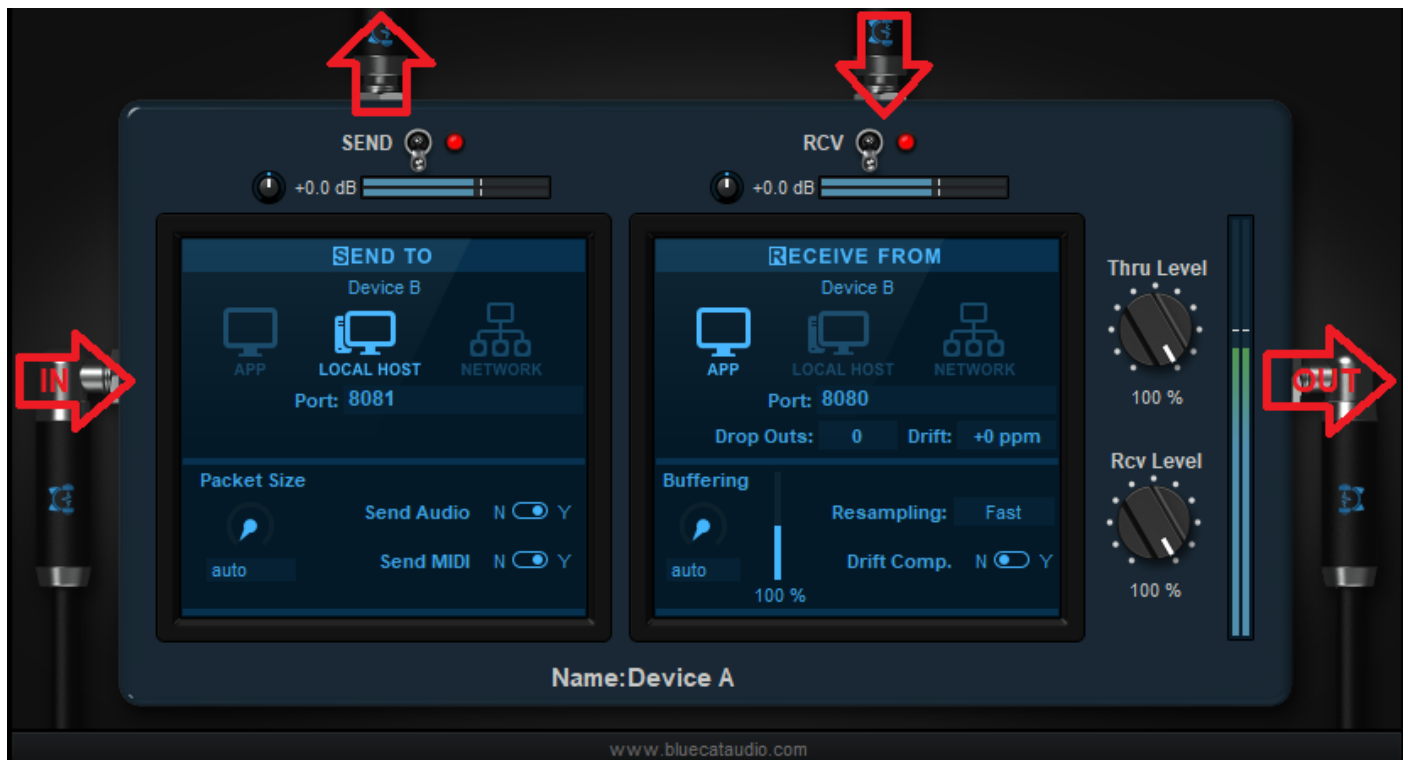 SEND
RCV
+0.0 dB
+0.0 dB
SEND TO
Device B
APP
LOCAL HOST
NETWORK
Port: 8081
Packet Size
auto
Send Audio N Y
Send MIDI N Y
RECEIVE FROM
Device B
APP
LOCAL HOST
NETWORK
Port: 8080
Drop Outs: 0 Drift: +0 ppm
Buffering
auto
100 %
Resampling: Fast
Drift Comp. N Y
Thru Level
100 %
Rcv Level
100 %
IN
OUT
Name:Device A
www.bluecataudio.com